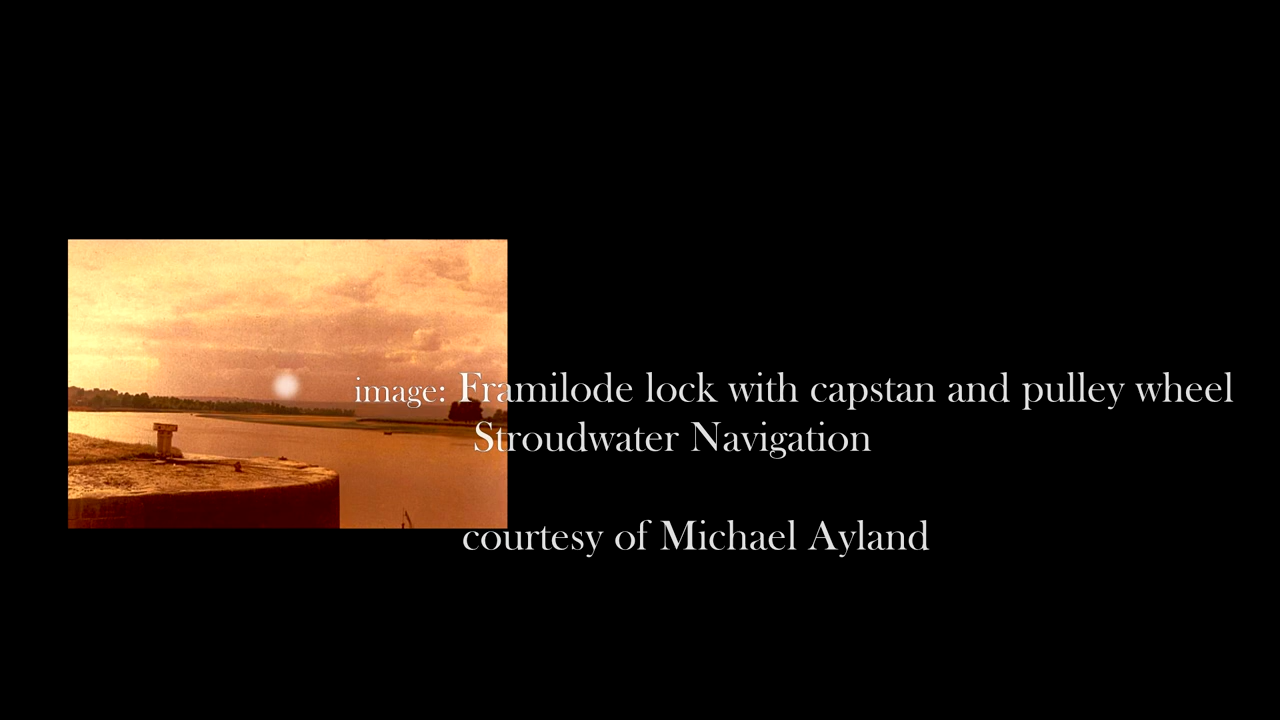 image: Framilode lock with capstan and pulley wheel
Stroudwater Navigation
courtesy of Michael Ayland